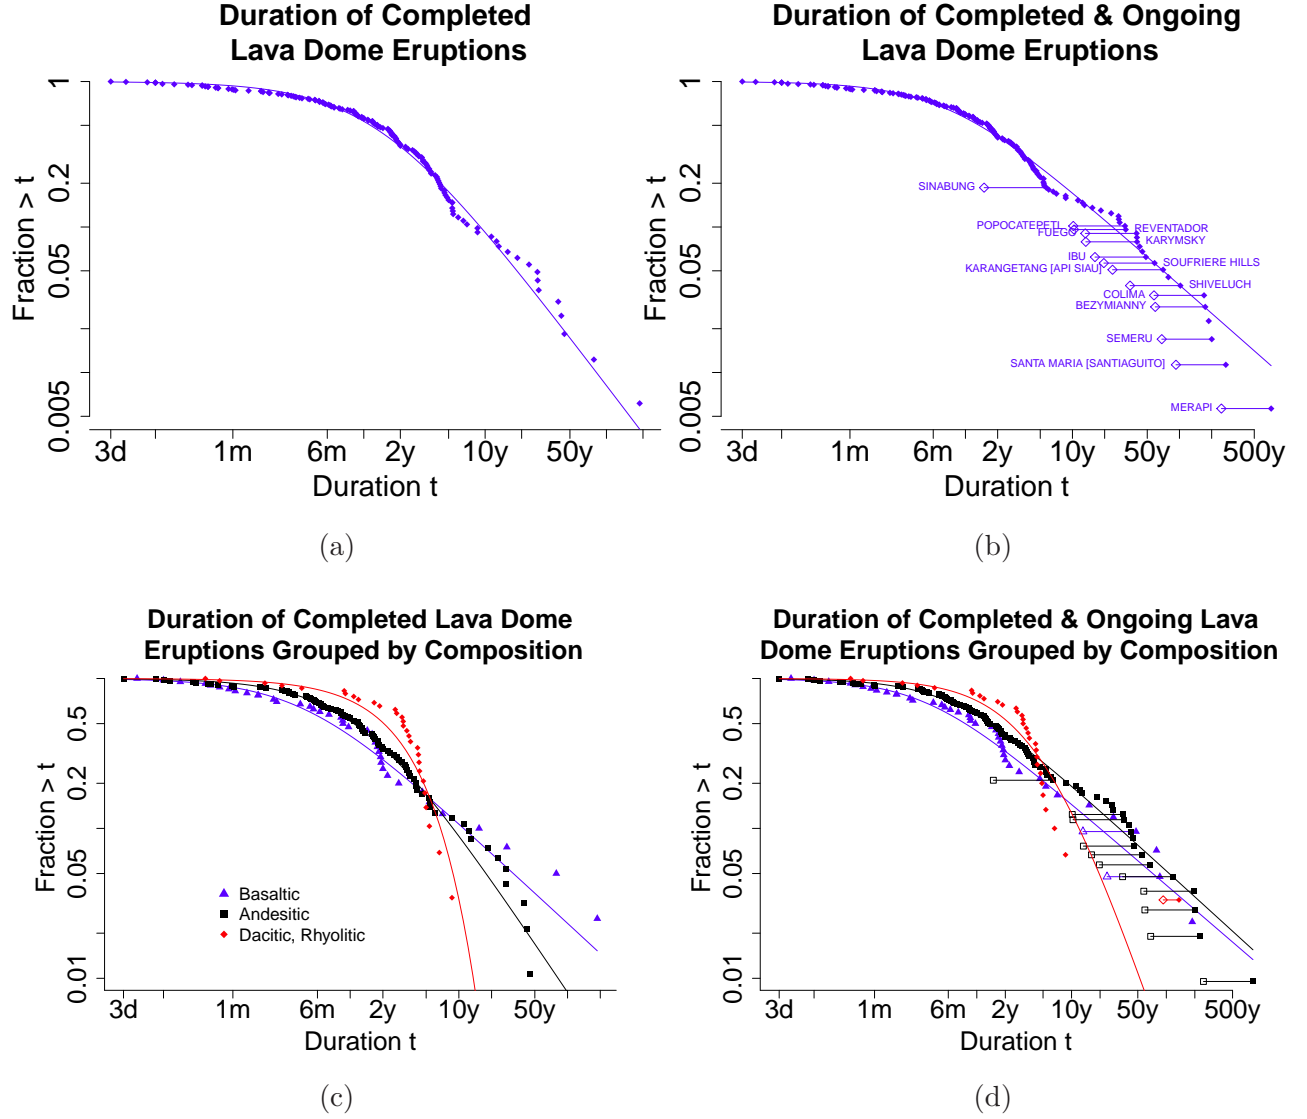 Duration of Completed
Lava Dome Eruptions
Fraction > t
1
0.2
0.05
0.005
3d 1m 6m 2y 10y 50y
Duration t
(a)
Duration of Completed & Ongoing
Lava Dome Eruptions
Fraction > t
1
0.2
0.05
0.005
SINABUNG
POPOCATEPETL
REVENTADOR
FUEGO
KARYMSKY
IBU
SOUFRIERE HILLS
KARANGETANG [API SIAU]
SHIVELUCH
COLIMA
BEZYMIANNY
SEMERU
SANTA MARIA [SANTIAGUITO]
MERAPI
3d 1m 6m 2y 10y 50y 500y
Duration t
(b)
Duration of Completed Lava Dome
Eruptions Grouped by Composition
Fraction > t
0.5
0.2
0.05
0.01
Basaltic
Andesitic
Dacitic, Rhyolitic
3d 1m 6m 2y 10y 50y
Duration t
(c)
Duration of Completed & Ongoing Lava
Dome Eruptions Grouped by Composition
Fraction > t
0.5
0.2
0.05
0.01
3d 1m 6m 2y 10y 50y 500y
Duration t
(d)